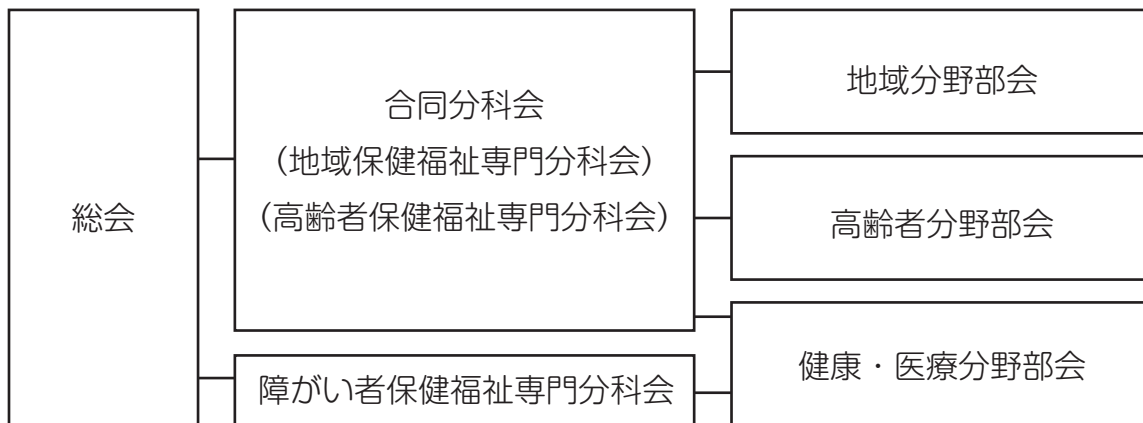 総会
合同分科会
(地域保健福祉専門分科会)
(高齢者保健福祉専門分科会)
障がい者保健福祉専門分科会
地域分野部会
高齢者分野部会
健康・医療分野部会